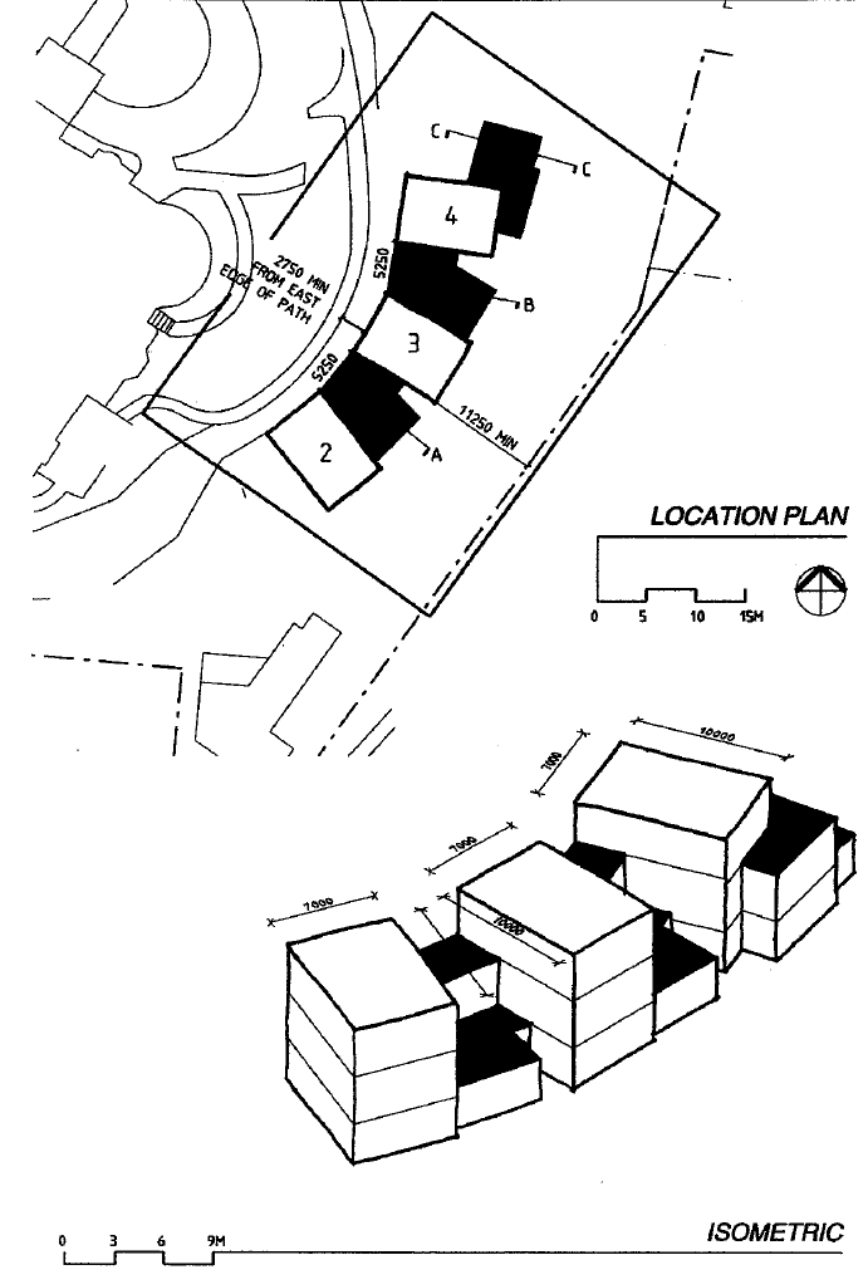 C
C
4
5250
2750 MIN
FROM EAST
EDGE OF PATH
B
3
5250
11250 MIN
A
2
LOCATION PLAN
0 5 10 15M
10000
7000
7000
7000
10000
0 3 6 9M
ISOMETRIC